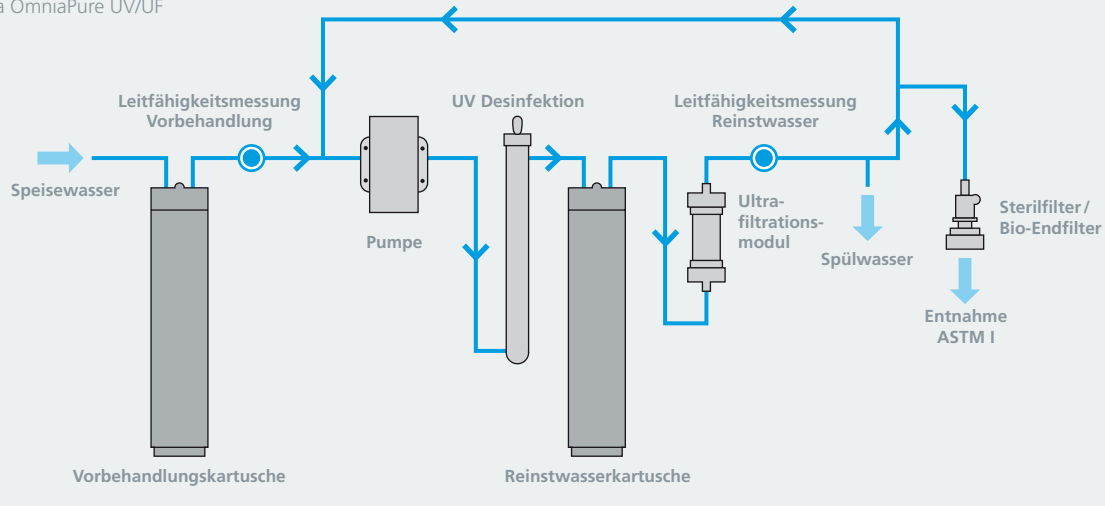 a OmniaPure UV/UF
Leitfähigkeitsmessung
Vorbehandlung
UV Desinfektion
Leitfähigkeitsmessung
Reinstwasser
Speisewasser
Pumpe
Ultra-
filtrations-
modul
Spülwasser
Sterilfilter /
Bio-Endfilter
Entnahme
ASTM I
Vorbehandlungskartusche
Reinstwasserkartusche